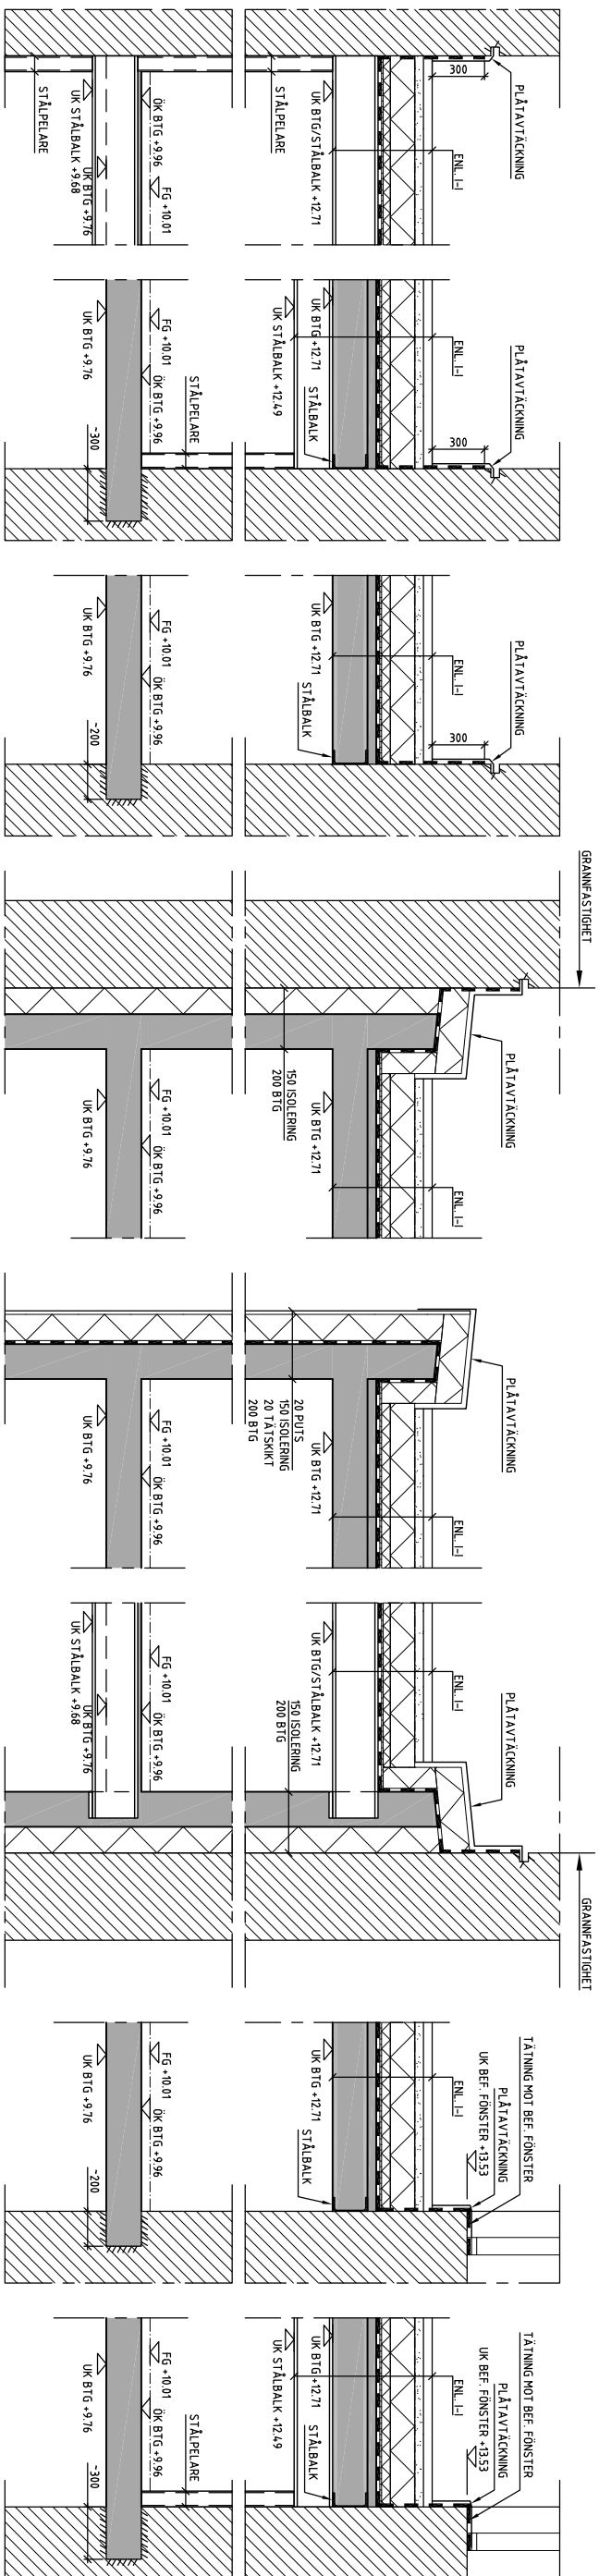 PLÅTAVTÄCKNING
300
ENL. I-I
UK BTG/STÅLBALK +12.71
STÅLPELARE
FG +10.01
ÖK BTG +9.96
UK BTG +9.76
UK STÅLBALK +9.68
STÅLPELARE
PLÅTAVTÄCKNING
300
ENL. I-I
UK BTG +12.71
STÅLBALK
UK STÅLBALK +12.49
STÅLPELARE
FG +10.01
ÖK BTG +9.96
UK BTG +9.76
~300
PLÅTAVTÄCKNING
300
ENL. I-I
UK BTG +12.71
STÅLBALK
FG +10.01
ÖK BTG +9.96
UK BTG +9.76
~200
GRANNFASTIGHET
PLÅTAVTÄCKNING
ENL. I-I
UK BTG +12.71
150 ISOLERING
200 BTG
FG +10.01
ÖK BTG +9.96
UK BTG +9.76
PLÅTAVTÄCKNING
ENL. I-I
UK BTG +12.71
20 PUTS
150 ISOLERING
20 TÄTSKIKT
200 BTG
FG +10.01
ÖK BTG +9.96
UK BTG +9.76
GRANNFASTIGHET
PLÅTAVTÄCKNING
ENL. I-I
UK BTG/STÅLBALK +12.71
150 ISOLERING
200 BTG
FG +10.01
ÖK BTG +9.96
UK BTG +9.76
UK STÅLBALK +9.68
TÄTNING MOT BEF. FÖNSTER
PLÅTAVTÄCKNING
UK BEF. FÖNSTER +13.53
ENL. I-I
UK BTG +12.71
STÅLBALK
FG +10.01
ÖK BTG +9.96
UK BTG +9.76
~200
TÄTNING MOT BEF. FÖNSTER
PLÅTAVTÄCKNING
UK BEF. FÖNSTER +13.53
ENL. I-I
UK BTG +12.71
STÅLBALK
UK STÅLBALK +12.49
STÅLPELARE
FG +10.01
ÖK BTG +9.96
UK BTG +9.76
~300